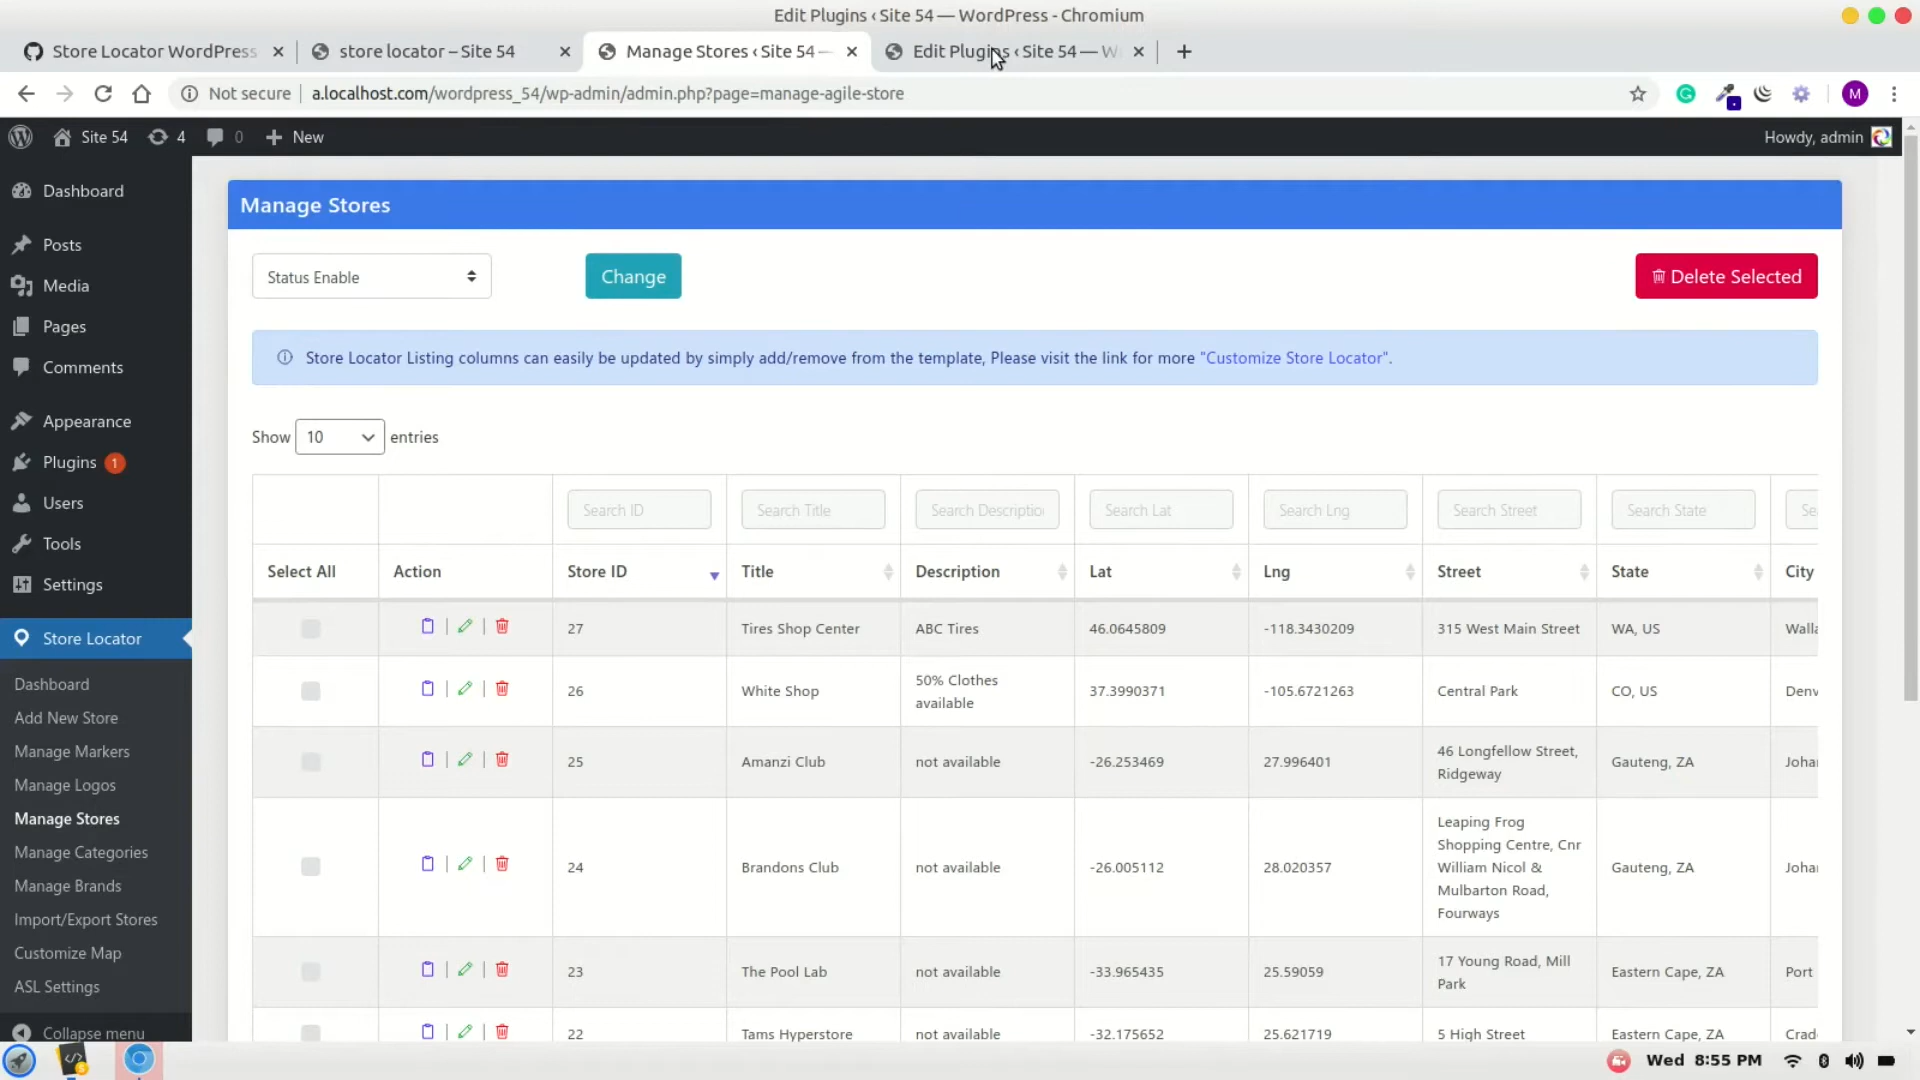 Edit Plugins ‹ Site 54 — WordPress - Chromium
Store Locator WordPress
store locator – Site 54
Manage Stores ‹ Site 54 —
Edit Plugins ‹ Site 54 — W
Not secure
a.localhost.com/wordpress_54/wp-admin/admin.php?page=manage-agile-store
M
Site 54
4
0
New
Howdy, admin
Dashboard
Posts
Media
Pages
Comments
Appearance
Plugins 1
Users
Tools
Settings
Store Locator
Dashboard
Add New Store
Manage Markers
Manage Logos
Manage Stores
Manage Categories
Manage Brands
Import/Export Stores
Customize Map
ASL Settings
Collapse menu
Manage Stores
Status Enable
Change
Delete Selected
Store Locator Listing columns can easily be updated by simply add/remove from the template, Please visit the link for more "Customize Store Locator".
Show 10 entries
Search ID
Search Title
Search Descriptio
Search Lat
Search Lng
Search Street
Search State
Se
Select All
Action
Store ID
Title
Description
Lat
Lng
Street
State
City
27
Tires Shop Center
ABC Tires
46.0645809
-118.3430209
315 West Main Street
WA, US
Walla
26
White Shop
50% Clothes
available
37.3990371
-105.6721263
Central Park
CO, US
Denv
25
Amanzi Club
not available
-26.253469
27.996401
46 Longfellow Street,
Ridgeway
Gauteng, ZA
Joha
24
Brandons Club
not available
-26.005112
28.020357
Leaping Frog
Shopping Centre, Cnr
William Nicol &
Mulbarton Road,
Fourways
Gauteng, ZA
Joha
23
The Pool Lab
not available
-33.965435
25.59059
17 Young Road, Mill
Park
Eastern Cape, ZA
Port
22
Tams Hyperstore
not available
-32.175652
25.621719
5 High Street
Eastern Cape, ZA
Crad
Wed 8:55 PM